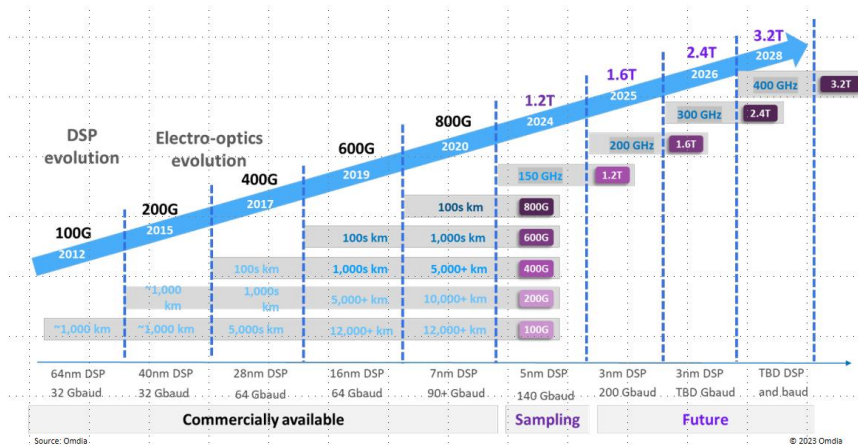 3.2T
2028
2.4T
2026
1.6T
2025
1.2T
2024
800G
2020
600G
2019
400G
2017
200G
2015
100G
2012
DSP
evolution
Electro-optics
evolution
400 GHz 3.2T
300 GHz 2.4T
200 GHz 1.6T
150 GHz 1.2T
100s km 800G
100s km 1,000s km 600G
100s km 1,000s km 5,000+ km 400G
~1,000 km 1,000s km 5,000+ km 10,000+ km 200G
~1,000 km ~1,000 km 5,000s km 12,000+ km 12,000+ km 100G
64nm DSP 40nm DSP 28nm DSP 16nm DSP 7nm DSP 5nm DSP 3nm DSP 3nm DSP TBD DSP
32 Gbaud 32 Gbaud 64 Gbaud 64 Gbaud 90+ Gbaud 140 Gbaud 200 Gbaud TBD Gbaud and baud
Commercially available Sampling Future
Source: Omdia © 2023 Omdia